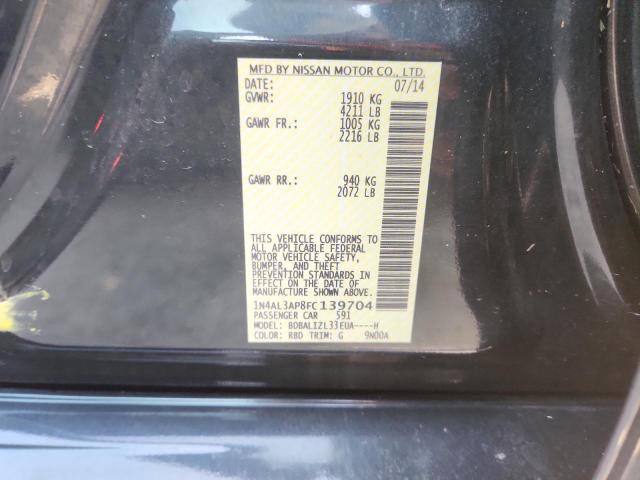 MFD BY NISSAN MOTOR CO., LTD.
DATE: 07/14
GVWR: 1910 KG
4211 LB
GAWR FR.: 1005 KG
2216 LB
GAWR RR.: 940 KG
2072 LB
THIS VEHICLE CONFORMS TO
ALL APPLICABLE FEDERAL
MOTOR VEHICLE SAFETY,
BUMPER, AND THEFT
PREVENTION STANDARDS IN
EFFECT ON THE DATE OF
MANUFACTURE SHOWN ABOVE.
1N4AL3AP8FC139704
PASSENGER CAR 591
MODEL: BDBALIZL33EUA----H
COLOR: RBD TRIM: G 9N00A